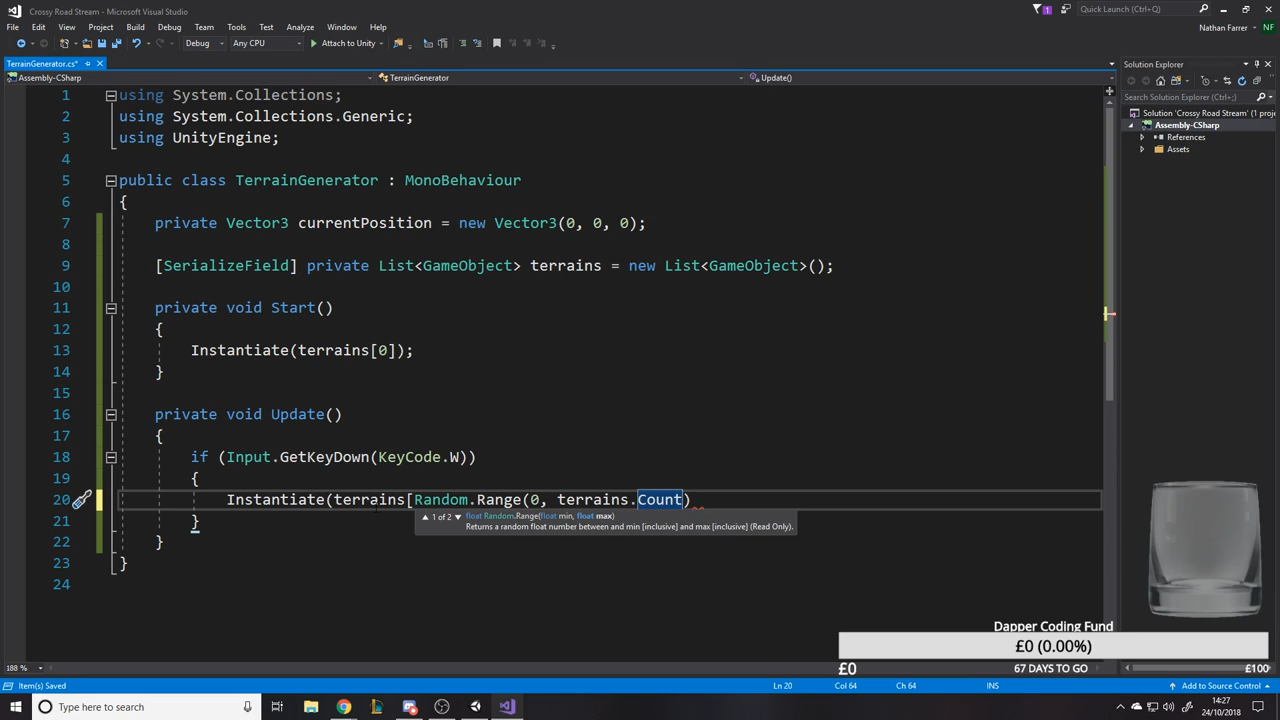 Crossy Road Stream - Microsoft Visual Studio
1
Quick Launch (Ctrl+Q)
File Edit View Project Build Debug Team Tools Test Analyze Window Help
Nathan Farrer NF
Debug Any CPU Attach to Unity
TerrainGenerator.cs*
Solution Explorer
Assembly-CSharp TerrainGenerator Update()
Search Solution Explorer (Ctrl+;)
Solution 'Crossy Road Stream' (1 proje
Assembly-CSharp
References
Assets
1 using System.Collections;
2 using System.Collections.Generic;
3 using UnityEngine;
4
5 public class TerrainGenerator : MonoBehaviour
6 {
7 private Vector3 currentPosition = new Vector3(0, 0, 0);
8
9 [SerializeField] private List<GameObject> terrains = new List<GameObject>();
10
11 private void Start()
12 {
13 Instantiate(terrains[0]);
14 }
15
16 private void Update()
17 {
18 if (Input.GetKeyDown(KeyCode.W))
19 {
20 Instantiate(terrains[Random.Range(0, terrains.Count)
1 of 2 float Random.Range(float min, float max)
Returns a random float number between and min [inclusive] and max [inclusive] (Read Only).
21 }
22 }
23 }
24
Dapper Coding Fund
£0 (0.00%)
£0 67 DAYS TO GO £100
188 %
Item(s) Saved Ln 20 Col 64 Ch 64 INS Add to Source Control
Type here to search
14:27
24/10/2018